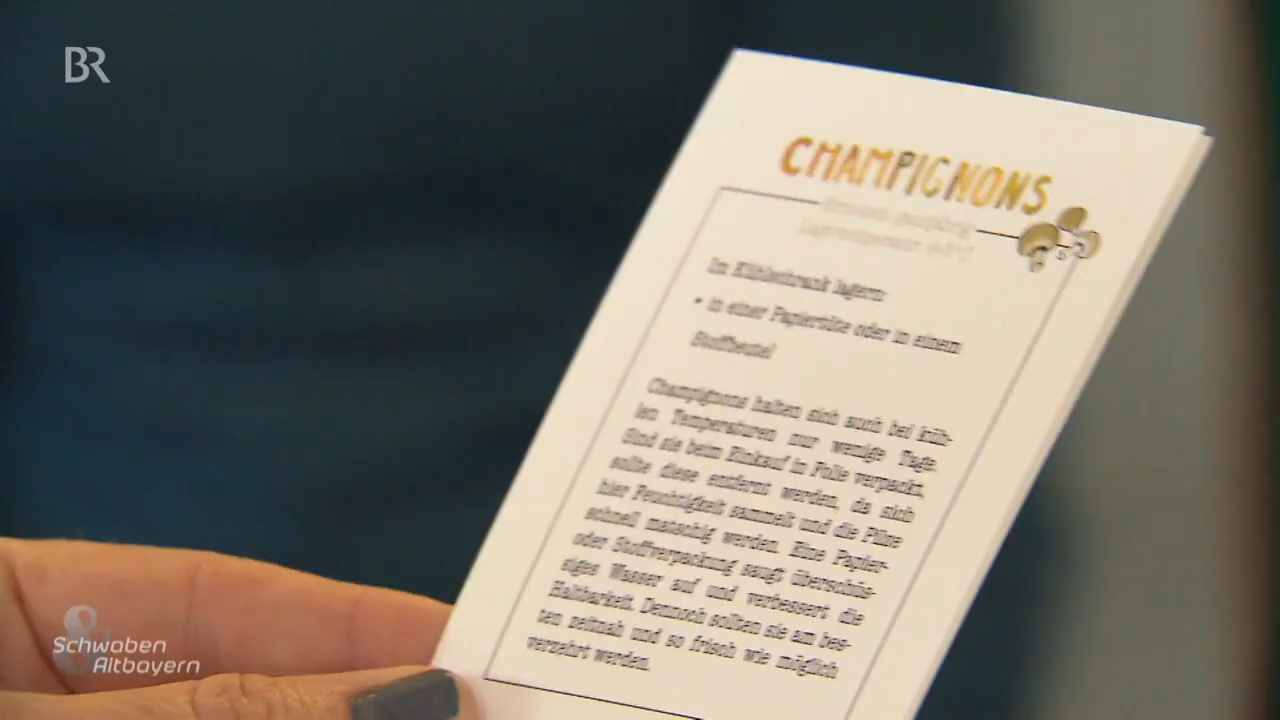 BR
CHAMPIGNONS
Im Kühlschrank lagern:
• in einer Papiertüte oder in einem
Stoffbeutel
Champignons halten sich auch bei küh-
len Temperaturen nur wenige Tage.
Sind sie beim Einkauf in Folie verpackt,
sollte diese entfernt werden, da sich
hier Feuchtigkeit sammelt und die Pilze
schnell matschig werden. Eine Papier-
oder Stoffverpackung saugt überschüs-
siges Wasser auf und verbessert die
Haltbarkeit. Dennoch sollten sie am bes-
ten zeitnah und so frisch wie möglich
verzehrt werden.
&
Schwaben
Altbayern